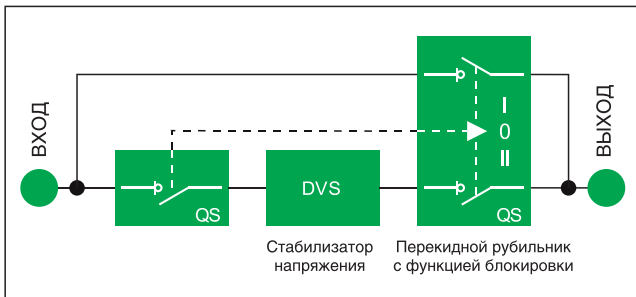 ВХОД
QS
DVS
I
0
II
QS
ВЫХОД
Стабилизатор
напряжения
Перекидной рубильник
с функцией блокировки